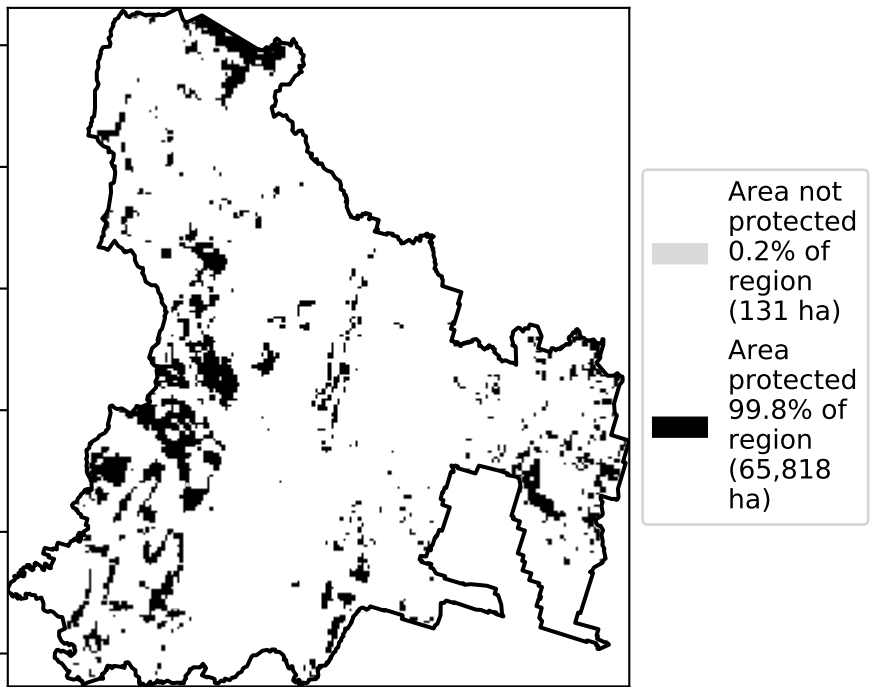 Area not
protected
0.2% of
region
(131 ha)
Area
protected
99.8% of
region
(65,818
ha)